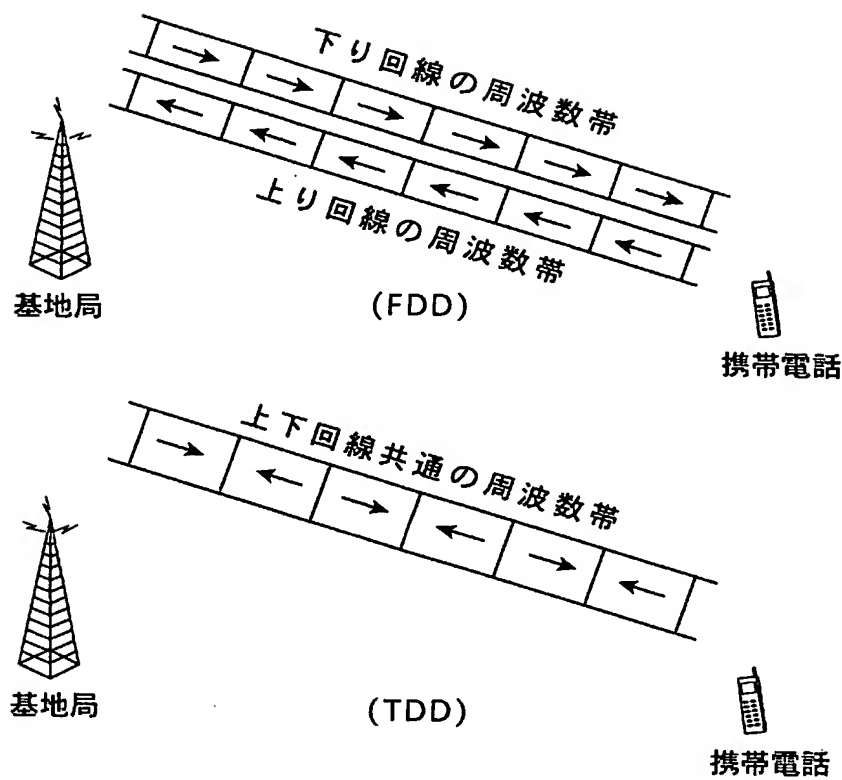 下り回線の周波数帯
上り回線の周波数帯
基地局
(FDD)
携帯電話
上下回線共通の周波数帯
基地局
(TDD)
携帯電話